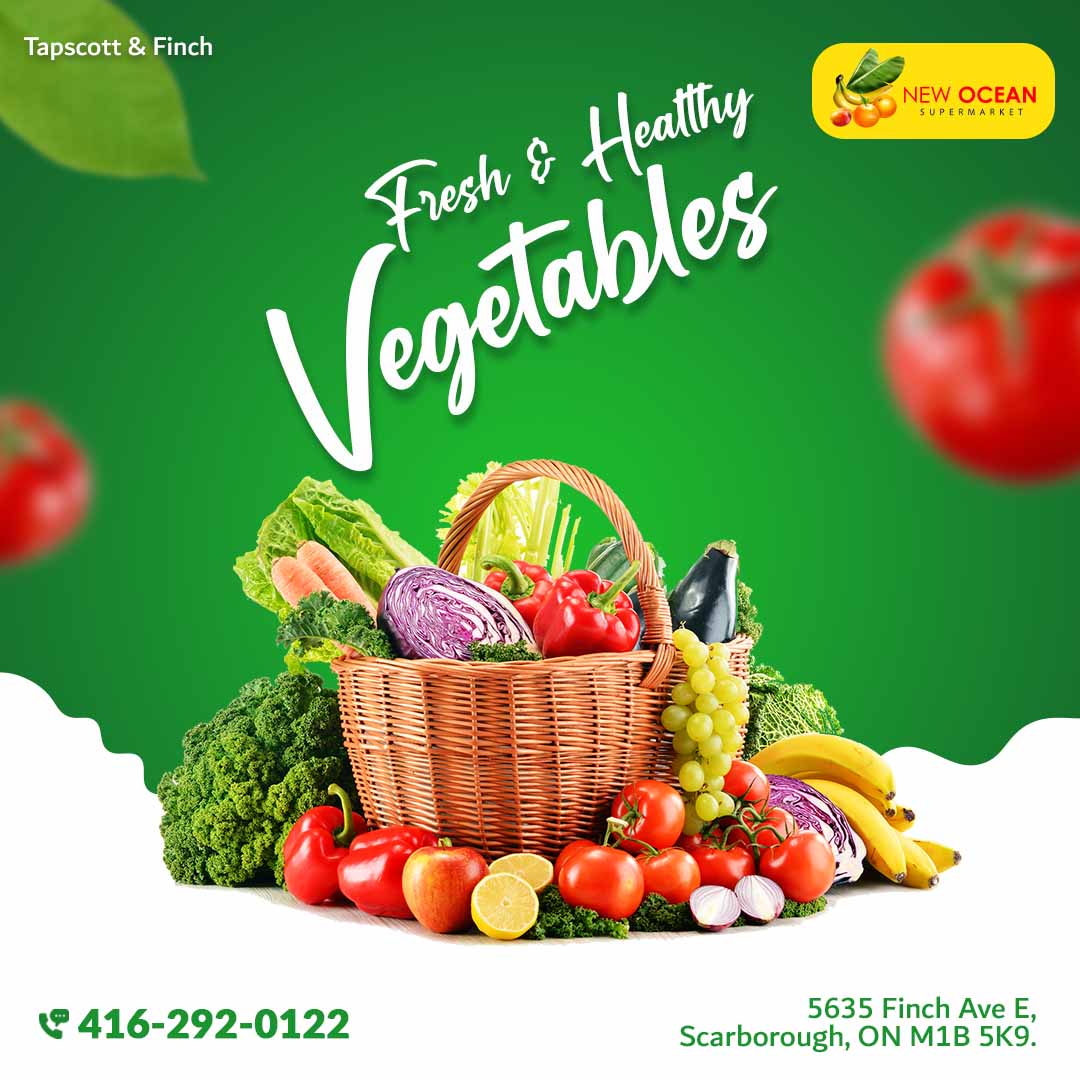 Tapscott & Finch
NEW OCEAN
SUPERMARKET
Fresh & Healthy
Vegetables
416-292-0122
5635 Finch Ave E,
Scarborough, ON M1B 5K9.